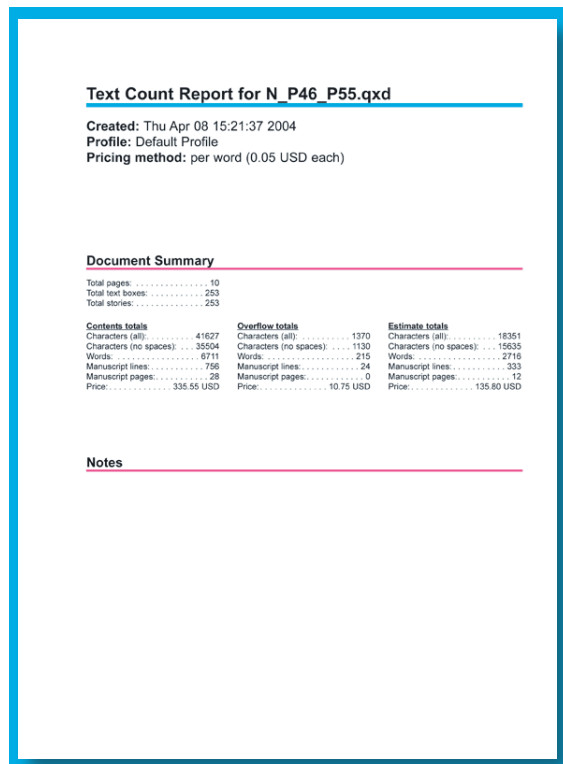 Text Count Report for N_P46_P55.qxd
Created: Thu Apr 08 15:21:37 2004
Profile: Default Profile
Pricing method: per word (0.05 USD each)
Document Summary
Total pages: . . . . . . . . . . . . . . . 10
Total text boxes: . . . . . . . . . . . 253
Total stories: . . . . . . . . . . . . . . 253
Contents totals
Characters (all):. . . . . . . . . . 41627
Characters (no spaces): . . . 35504
Words: . . . . . . . . . . . . . . . . . 6711
Manuscript lines: . . . . . . . . . . . 756
Manuscript pages:. . . . . . . . . . . 28
Price:. . . . . . . . . . . . . 335.55 USD
Overflow totals
Characters (all): . . . . . . . . . . . 1370
Characters (no spaces): . . . . 1130
Words: . . . . . . . . . . . . . . . . . . 215
Manuscript lines: . . . . . . . . . . . . 24
Manuscript pages:. . . . . . . . . . . . 0
Price:. . . . . . . . . . . . . . 10.75 USD
Estimate totals
Characters (all):. . . . . . . . . . 18351
Characters (no spaces): . . . 15635
Words: . . . . . . . . . . . . . . . . . 2716
Manuscript lines: . . . . . . . . . . . 333
Manuscript pages:. . . . . . . . . . . 12
Price:. . . . . . . . . . . . . 135.80 USD
Notes